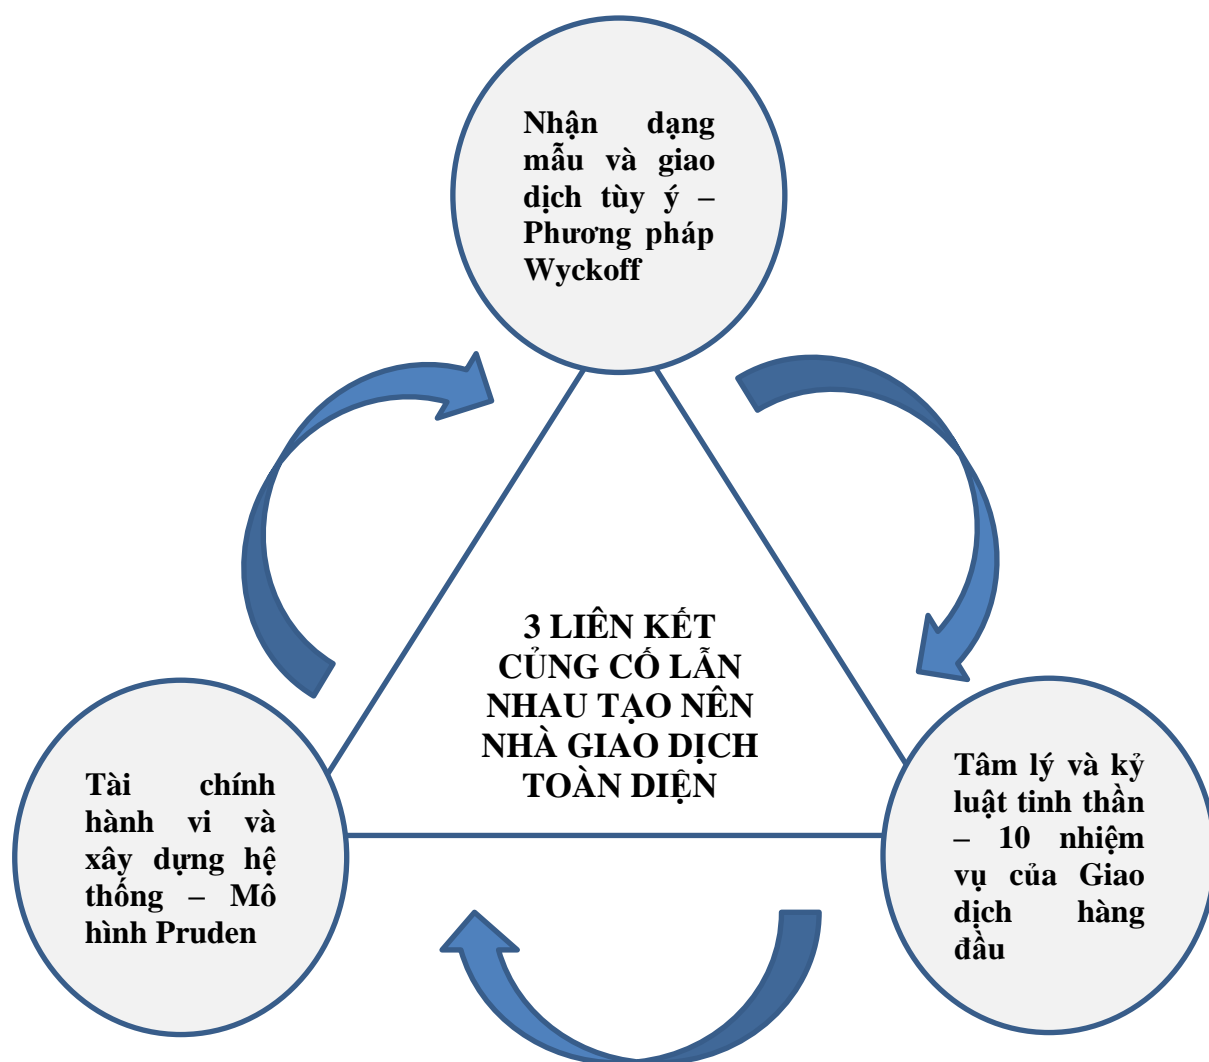 Nhận dạng
mẫu và giao
dịch tùy ý –
Phương pháp
Wyckoff
3 LIÊN KẾT
CỦNG CỐ LẪN
NHAU TẠO NÊN
NHÀ GIAO DỊCH
TOÀN DIỆN
Tài chính
hành vi và
xây dựng hệ
thống – Mô
hình Pruden
Tâm lý và kỷ
luật tinh thần
– 10 nhiệm
vụ của Giao
dịch hàng
đầu